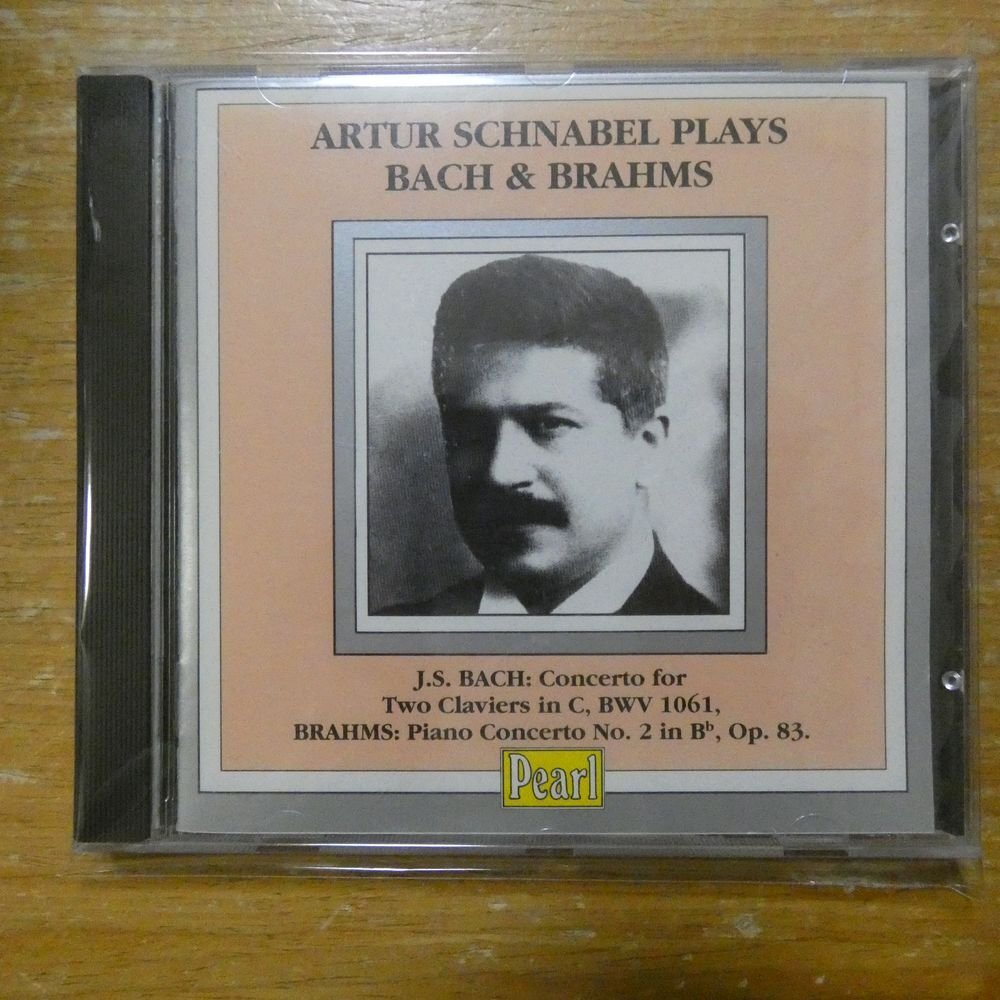 ARTUR SCHNABEL PLAYS
BACH & BRAHMS
J.S. BACH: Concerto for
Two Claviers in C, BWV 1061,
BRAHMS: Piano Concerto No. 2 in B♭, Op. 83.
Pearl